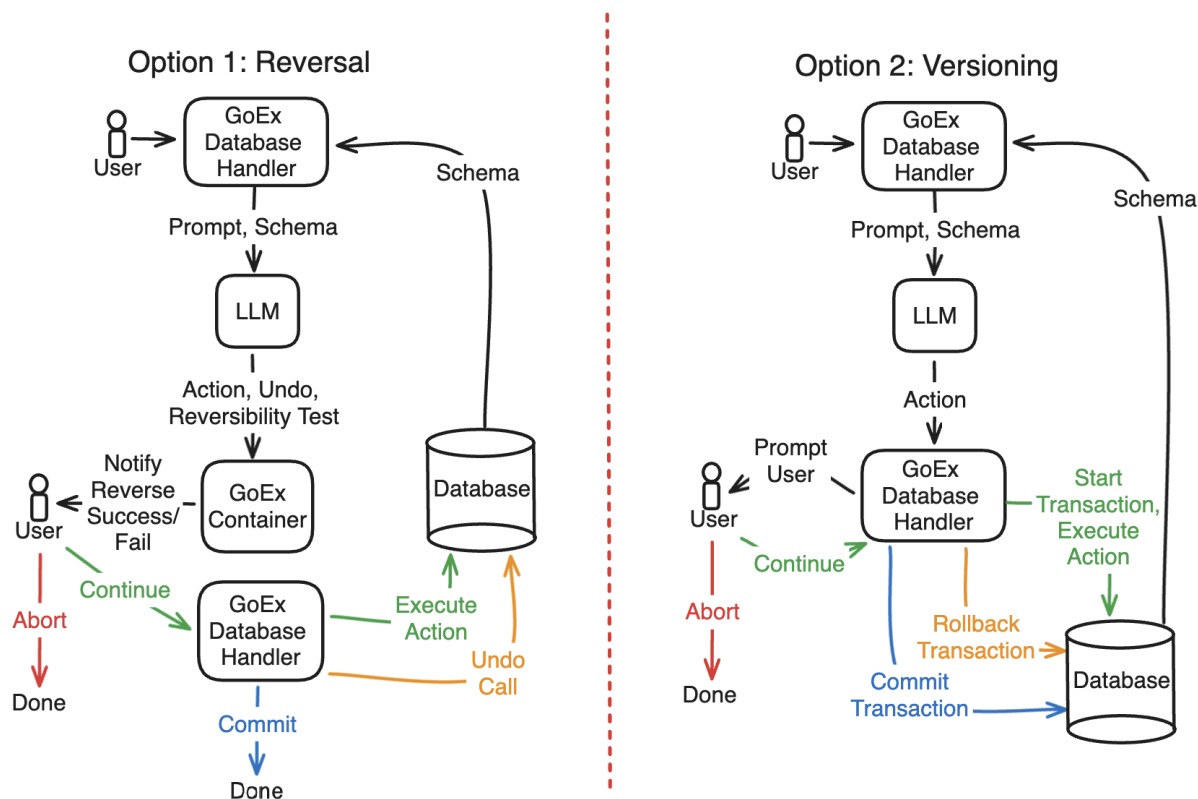 Option 1: Reversal
User
GoEx
Database
Handler
Schema
Prompt, Schema
LLM
Action, Undo,
Reversibility Test
Notify
Reverse
Success/
Fail
User
GoEx
Container
Database
Continue
Abort
Done
GoEx
Database
Handler
Execute
Action
Undo
Call
Commit
Done
Option 2: Versioning
User
GoEx
Database
Handler
Schema
Prompt, Schema
LLM
Action
Prompt
User
User
GoEx
Database
Handler
Start
Transaction,
Execute
Action
Continue
Abort
Done
Rollback
Transaction
Commit
Transaction
Database